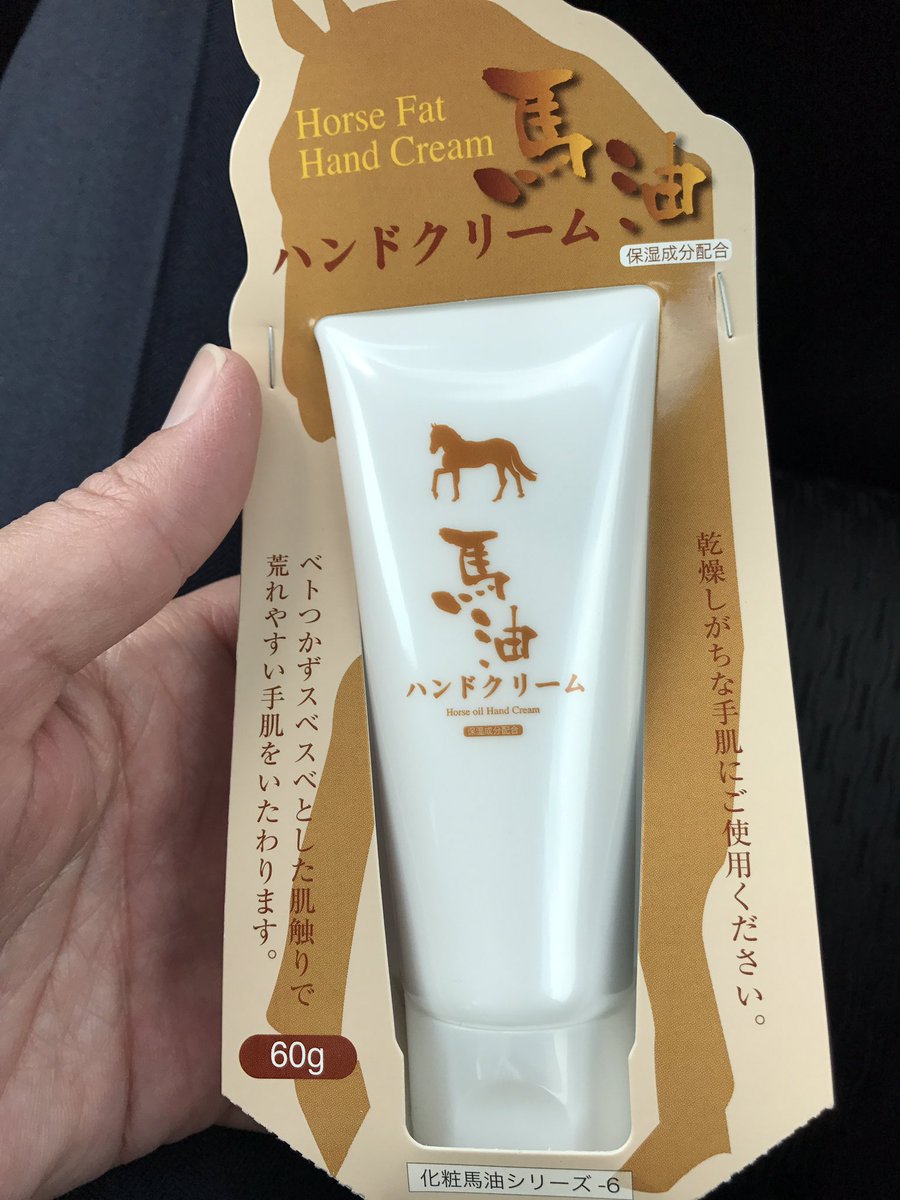 Horse Fat
Hand Cream
馬油
ハンドクリーム
保湿成分配合
馬油
ハンドクリーム
Horse oil Hand Cream
保湿成分配合
乾燥しがちな手肌にご使用ください。
ベトつかずスベスベとした肌触りで
荒れやすい手肌をいたわります。
60g
化粧馬油シリーズ-6